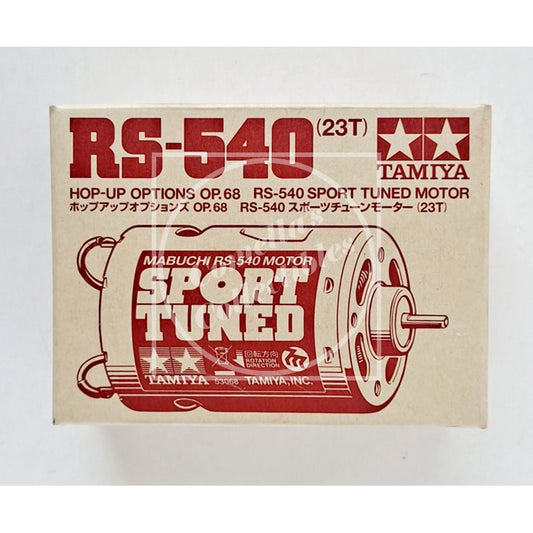 RS-540 (23T)
TAMIYA
HOP-UP OPTIONS OP.68 RS-540 SPORT TUNED MOTOR
ホップアップオプションズ OP.68 RS-540 スポーツチューンモーター (23T)
MABUCHI RS-540 MOTOR
SPORT
TUNED
回転方向
ROTATION
DIRECTION
TAMIYA 53068 TAMIYA, INC.